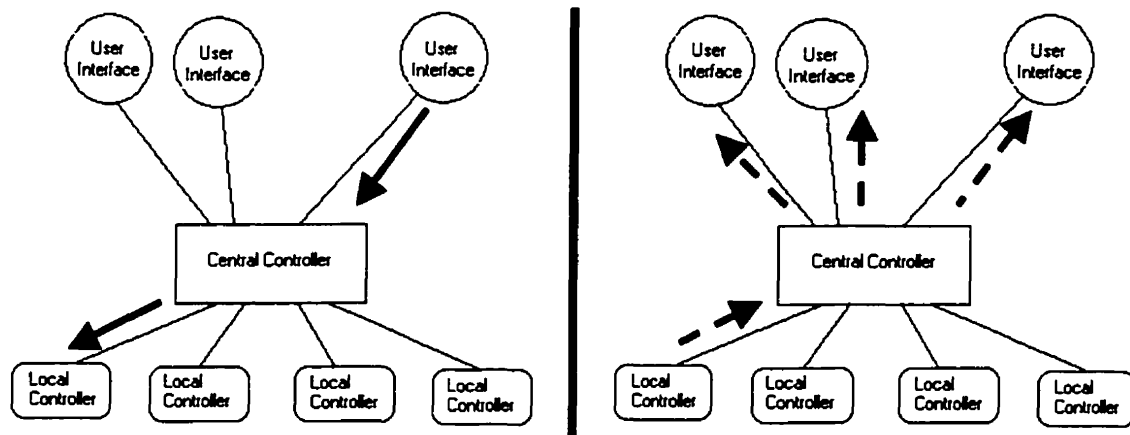 User
Interface
User
Interface
User
Interface
Central Controller
Local
Controller
Local
Controller
Local
Controller
Local
Controller
User
Interface
User
Interface
User
Interface
Central Controller
Local
Controller
Local
Controller
Local
Controller
Local
Controller